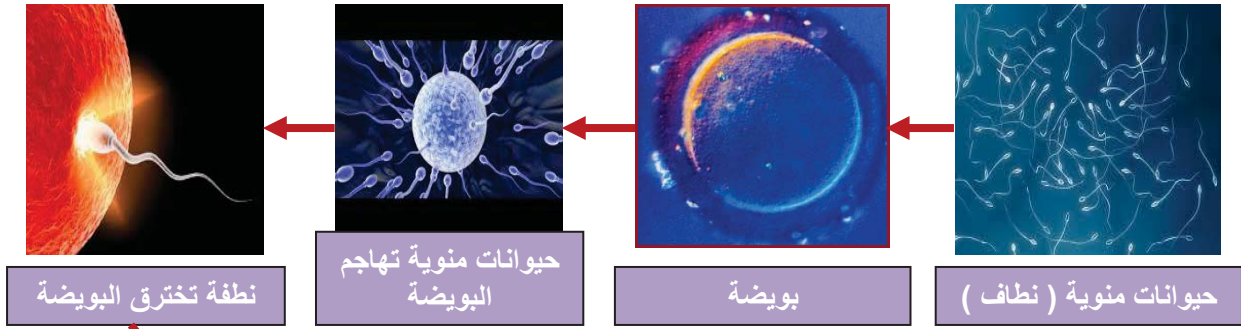 حيوانات منوية ( نطاف )
بويضة
حيوانات منوية تهاجم
البويضة
نطفة تخترق البويضة